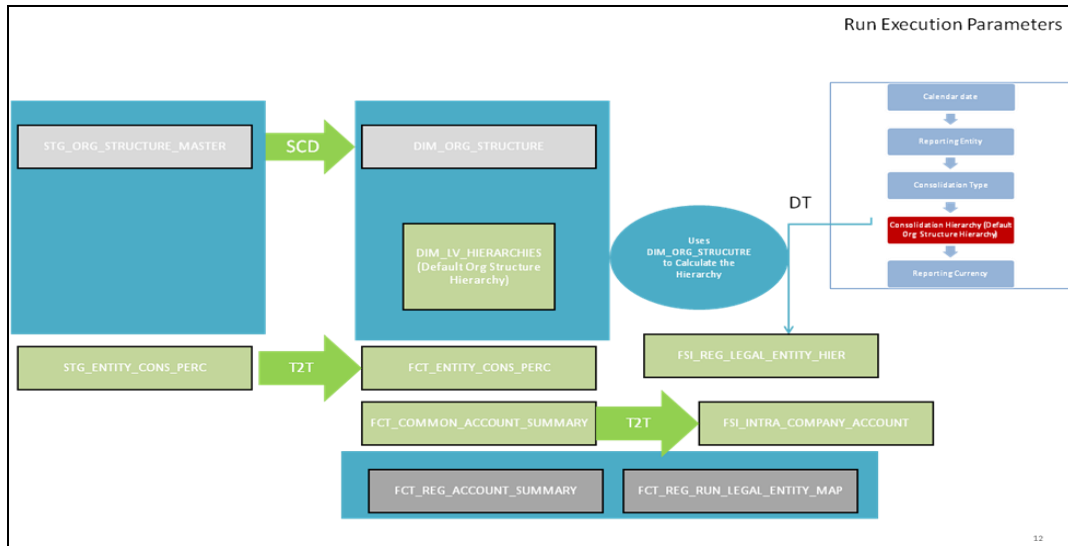 Run Execution Parameters
Calendar date
STG_ORG_STRUCTURE_MASTER
SCD
DIM_ORG_STRUCTURE
Reporting Entity
Consolidation Type
DT
Consolidation Hierarchy (Default
Org Structure Hierarchy)
Reporting Currency
DIM_LV_HIERARCHIES
(Default Org Structure
Hierarchy)
Uses
DIM_ORG_STRUCUTRE
to Calculate the
Hierarchy
STG_ENTITY_CONS_PERC
T2T
FCT_ENTITY_CONS_PERC
FSI_REG_LEGAL_ENTITY_HIER
FCT_COMMON_ACCOUNT_SUMMARY
T2T
FSI_INTRA_COMPANY_ACCOUNT
FCT_REG_ACCOUNT_SUMMARY
FCT_REG_RUN_LEGAL_ENTITY_MAP
12